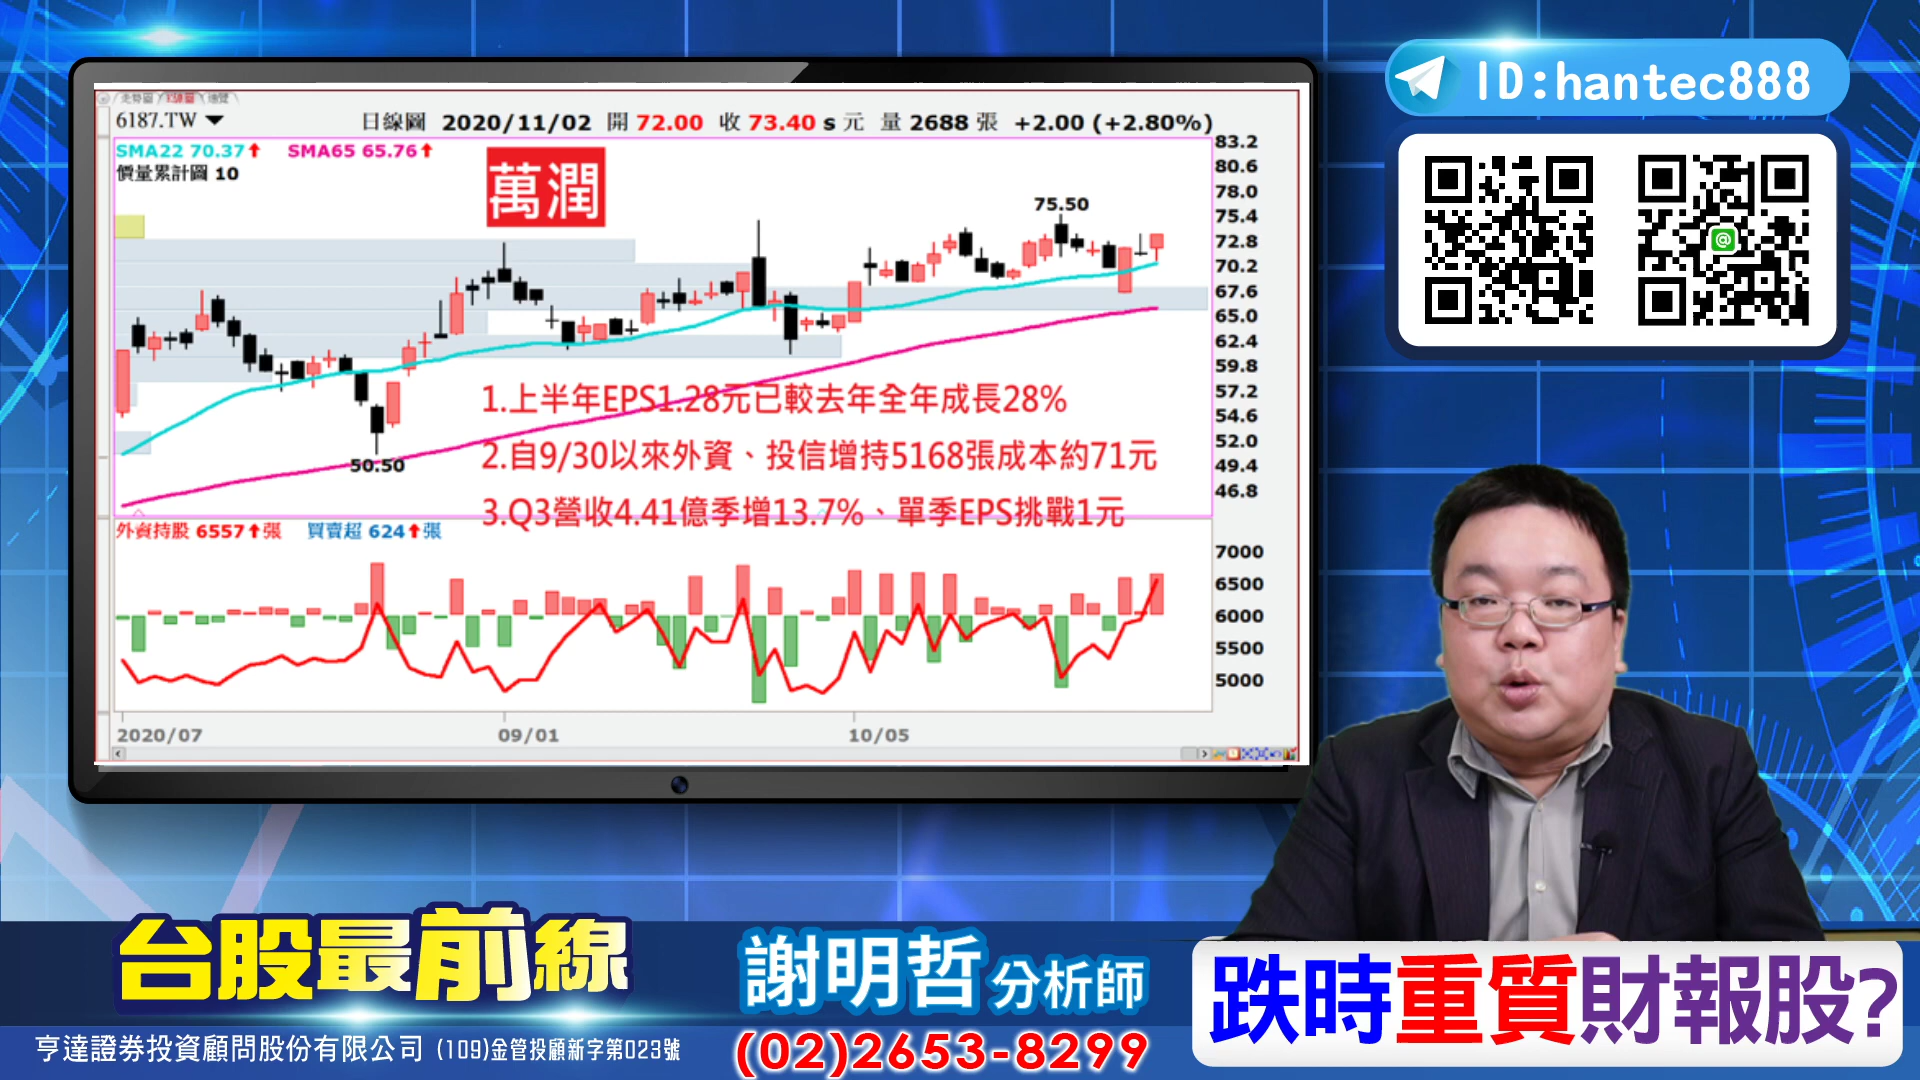 ID:hantec888
走勢圖 K線圖 總覽
6187.TW 日線圖 2020/11/02 開 72.00 收 73.40 s 元 量 2688 張 +2.00 (+2.80%)
SMA22 70.37↑ SMA65 65.76↑
價量累計圖 10
萬潤
75.50
50.50
83.2
80.6
78.0
75.4
72.8
70.2
67.6
65.0
62.4
59.8
57.2
54.6
52.0
49.4
46.8
1.上半年EPS1.28元已較去年全年成長28%
2.自9/30以來外資、投信增持5168張成本約71元
3.Q3營收4.41億季增13.7%、單季EPS挑戰1元
外資持股 6557↑張 買賣超 624↑張
7000
6500
6000
5500
5000
2020/07 09/01 10/05
台股最前線
謝明哲 分析師
跌時重質財報股?
亨達證券投資顧問股份有限公司 (109)金管投顧新字第023號
(02)2653-8299